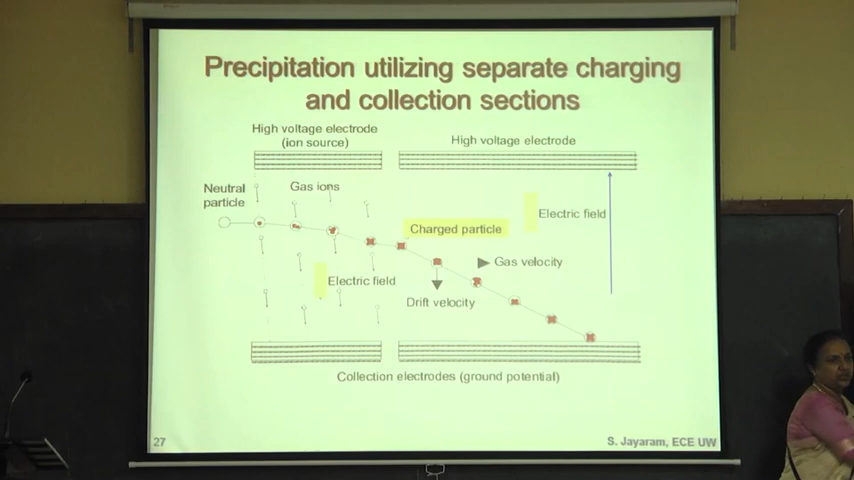 Precipitation utilizing separate charging
and collection sections
High voltage electrode
(ion source)
High voltage electrode
Neutral
particle
Gas ions
Electric field
Charged particle
Gas velocity
Electric field
Drift velocity
Collection electrodes (ground potential)
27
S. Jayaram, ECE UW